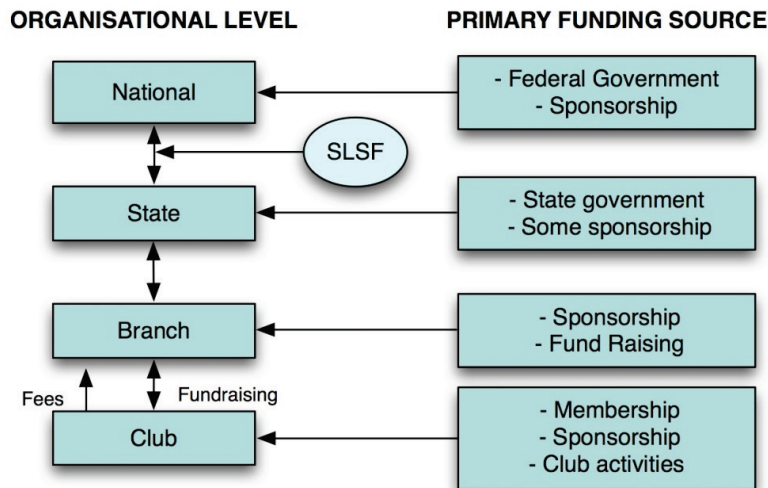 ORGANISATIONAL LEVEL
PRIMARY FUNDING SOURCE
National
- Federal Government
- Sponsorship
SLSF
State
- State government
- Some sponsorship
Branch
- Sponsorship
- Fund Raising
Fees
Fundraising
Club
- Membership
- Sponsorship
- Club activities